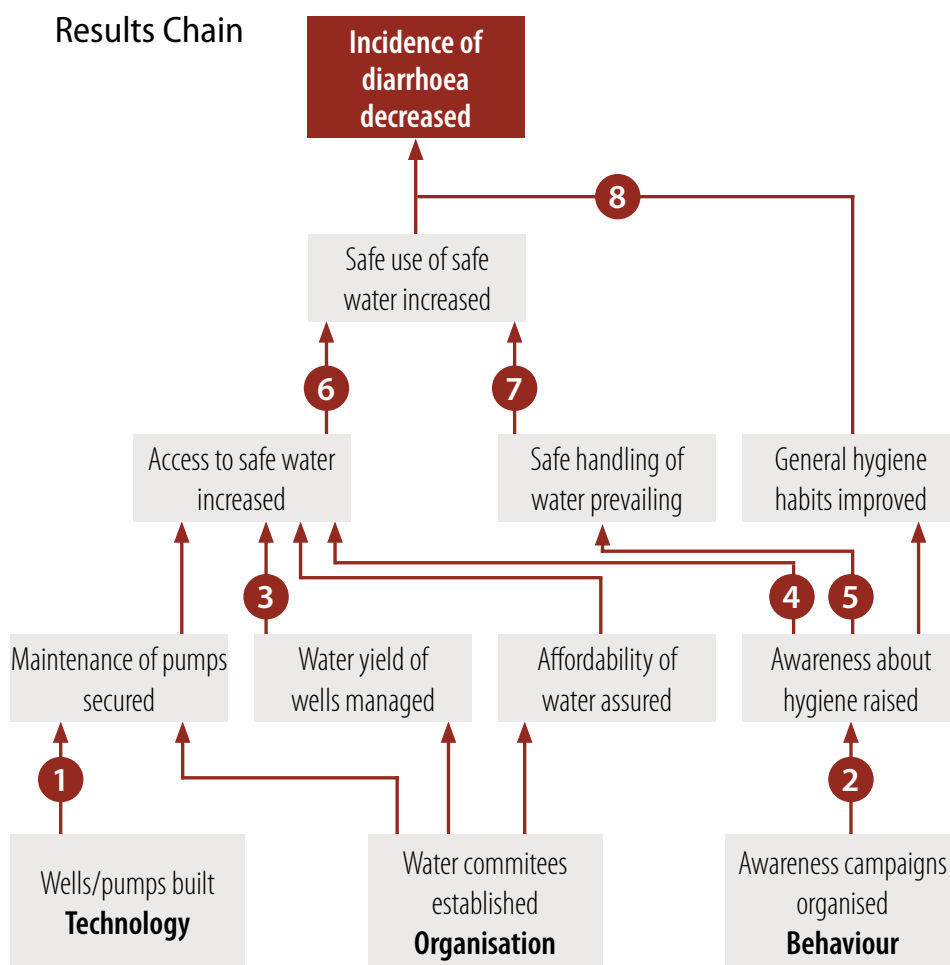 Results Chain
Incidence of
diarrhoea
decreased
8
Safe use of safe
water increased
6
7
Access to safe water
increased
Safe handling of
water prevailing
General hygiene
habits improved
3
4
5
Maintenance of pumps
secured
Water yield of
wells managed
Affordability of
water assured
Awareness about
hygiene raised
1
2
Wells/pumps built
Technology
Water commitees
established
Organisation
Awareness campaigns
organised
Behaviour